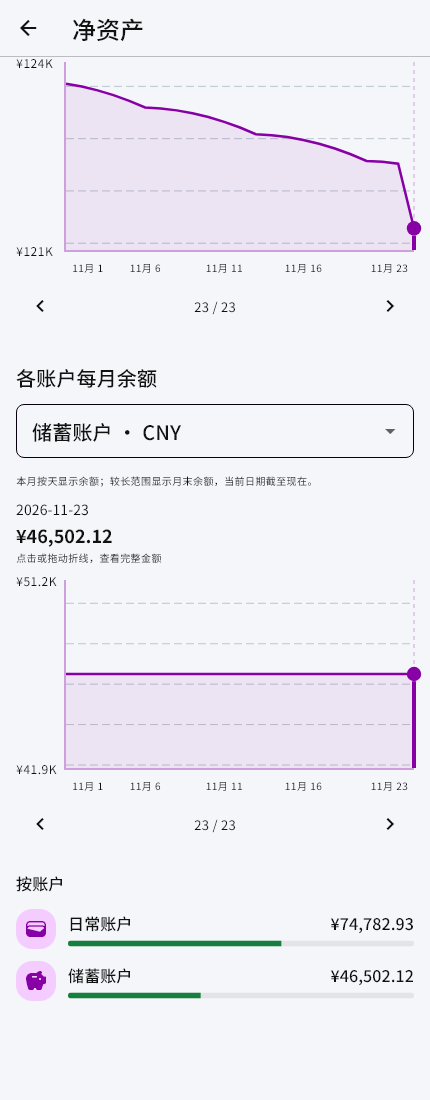 净资产
¥124K
¥121K
11月 1 11月 6 11月 11 11月 16 11月 23
23 / 23
各账户每月余额
储蓄账户 • CNY
本月按天显示余额；较长范围显示月末余额，当前日期截至现在。
2026-11-23
¥46,502.12
点击或拖动折线，查看完整金额
¥51.2K
¥41.9K
11月 1 11月 6 11月 11 11月 16 11月 23
23 / 23
按账户
日常账户 ¥74,782.93
储蓄账户 ¥46,502.12